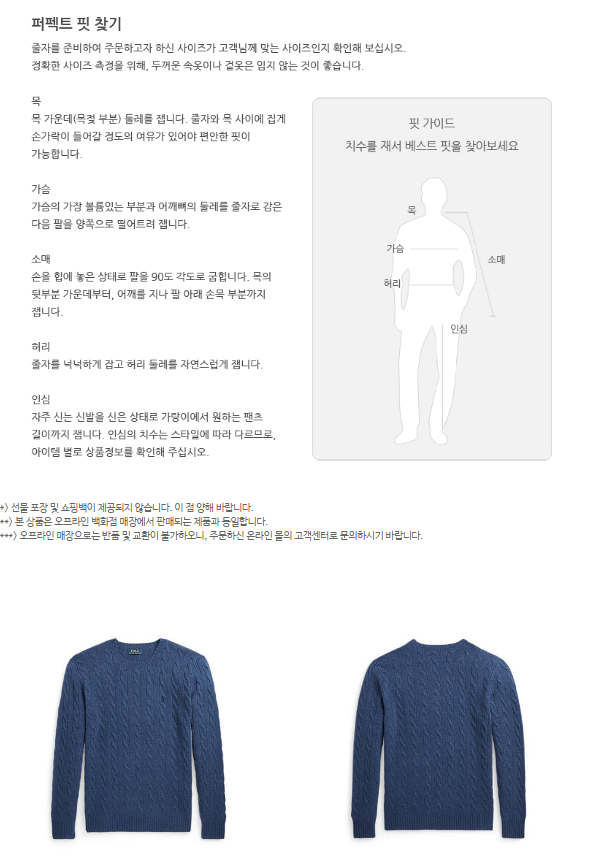 퍼펙트 핏 찾기
줄자를 준비하여 주문하고자 하신 사이즈가 고객님께 맞는 사이즈인지 확인해 보십시오.
정확한 사이즈 측정을 위해, 두꺼운 속옷이나 겉옷은 입지 않는 것이 좋습니다.
목
목 가운데(목젖 부분) 둘레를 잽니다. 줄자와 목 사이에 집게
손가락이 들어갈 정도의 여유가 있어야 편안한 핏이
가능합니다.
가슴
가슴의 가장 볼륨있는 부분과 어깨뼈의 둘레를 줄자로 감은
다음 팔을 양쪽으로 떨어트려 잽니다.
소매
손을 힙에 놓은 상태로 팔을 90도 각도로 굽힙니다. 목의
뒷부분 가운데부터, 어깨를 지나 팔 아래 손목 부분까지
잽니다.
허리
줄자를 넉넉하게 잡고 허리 둘레를 자연스럽게 잽니다.
인심
자주 신는 신발을 신은 상태로 가랑이에서 원하는 팬츠
길이까지 잽니다. 인심의 치수는 스타일에 따라 다르므로,
아이템 별로 상품정보를 확인해 주십시오.
핏 가이드
치수를 재서 베스트 핏을 찾아보세요
목
가슴
소매
허리
인심
*> 선물 포장 및 쇼핑백이 제공되지 않습니다. 이 점 양해 바랍니다.
**> 본 상품은 오프라인 백화점 매장에서 판매되는 제품과 동일합니다.
***> 오프라인 매장으로는 반품 및 교환이 불가하오니, 주문하신 온라인 몰의 고객센터로 문의하시기 바랍니다.